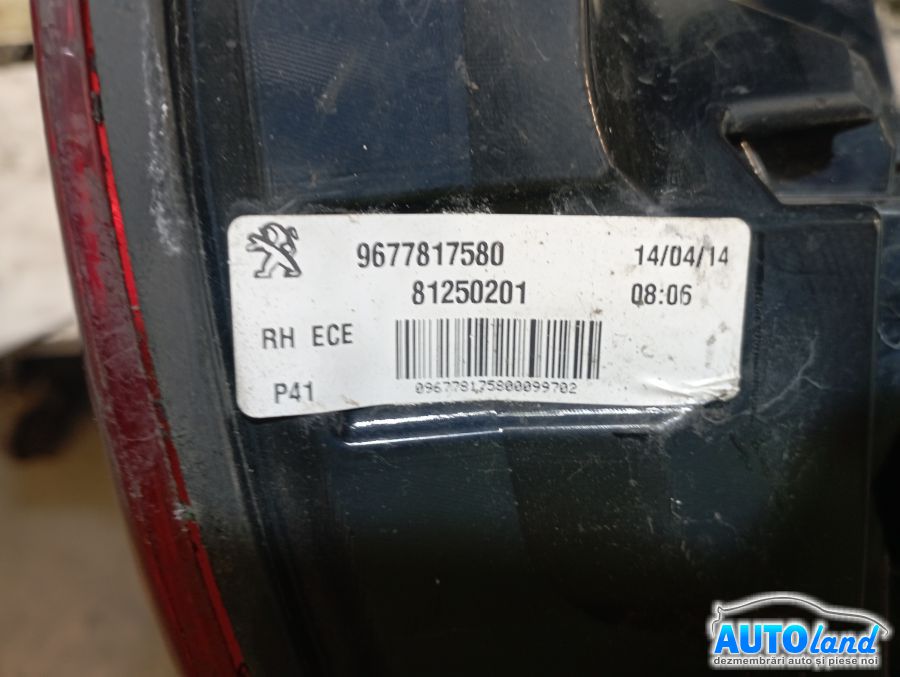 9677817580 14/04/14
81250201 08:06
RH ECE
P41
096778175800099702
AUTOland
dezmembrări auto și piese noi